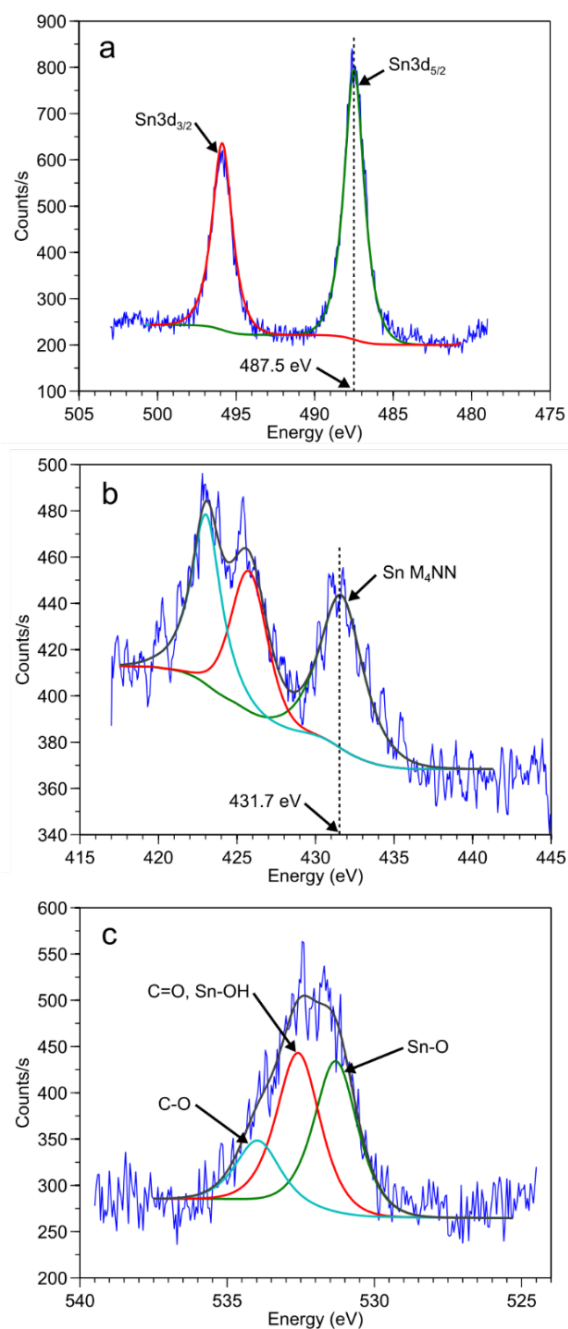 a
Sn3d5/2
Sn3d3/2
487.5 eV
Counts/s
900
800
700
600
500
400
300
200
100
505 500 495 490 485 480 475
Energy (eV)
b
Sn M4NN
431.7 eV
Counts/s
500
480
460
440
420
400
380
360
340
415 420 425 430 435 440 445
Energy (eV)
c
C=O, Sn-OH
Sn-O
C-O
Counts/s
600
550
500
450
400
350
300
250
200
540 535 530 525
Energy (eV)